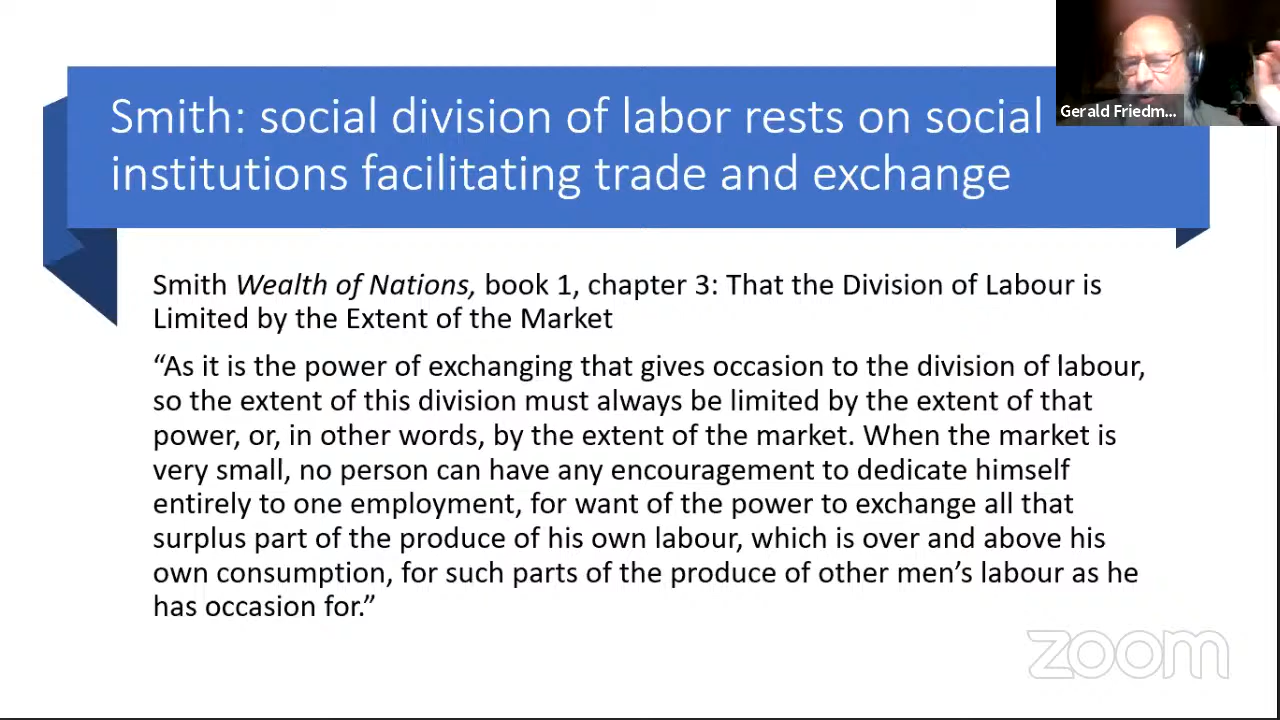 Smith: social division of labor rests on social
institutions facilitating trade and exchange
Gerald Friedm...
Smith Wealth of Nations, book 1, chapter 3: That the Division of Labour is
Limited by the Extent of the Market
“As it is the power of exchanging that gives occasion to the division of labour,
so the extent of this division must always be limited by the extent of that
power, or, in other words, by the extent of the market. When the market is
very small, no person can have any encouragement to dedicate himself
entirely to one employment, for want of the power to exchange all that
surplus part of the produce of his own labour, which is over and above his
own consumption, for such parts of the produce of other men’s labour as he
has occasion for.”
zoom